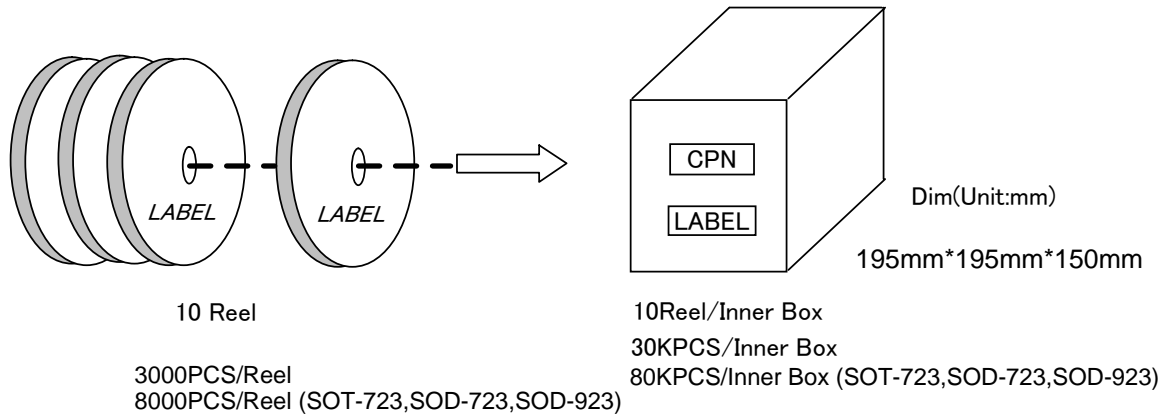 LABEL
LABEL
CPN
LABEL
Dim(Unit:mm)
195mm*195mm*150mm
10 Reel
3000PCS/Reel
8000PCS/Reel (SOT-723,SOD-723,SOD-923)
10Reel/Inner Box
30KPCS/Inner Box
80KPCS/Inner Box (SOT-723,SOD-723,SOD-923)